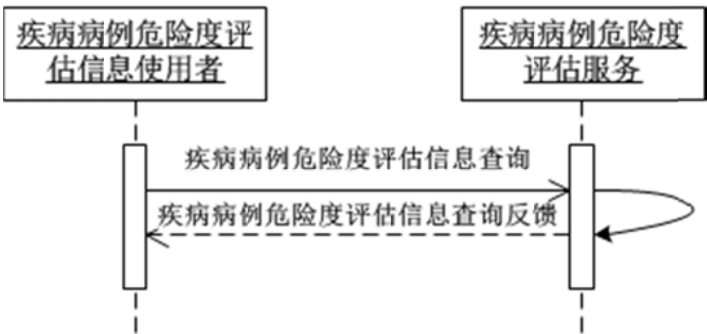 疾病病例危险度评
估信息使用者
疾病病例危险度
评估服务
疾病病例危险度评估信息查询
疾病病例危险度评估信息查询反馈